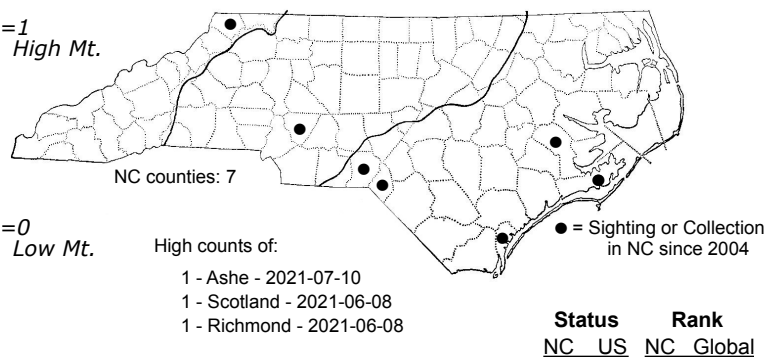 =1
High Mt.
NC counties: 7
=0
Low Mt.
High counts of:
1 - Ashe - 2021-07-10
1 - Scotland - 2021-06-08
1 - Richmond - 2021-06-08
● = Sighting or Collection
in NC since 2004
Status Rank
NC US NC Global